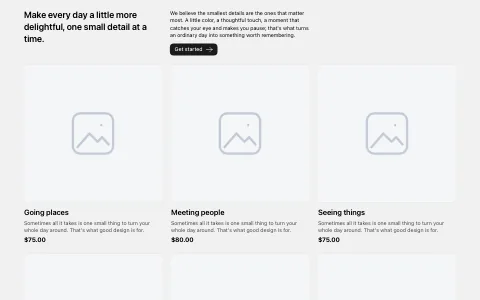 Make every day a little more
delightful, one small detail at a
time.
We believe the smallest details are the ones that matter
most. A little color, a thoughtful touch, a moment that
catches your eye and makes you pause; that's what turns
an ordinary day into something worth remembering.
Get started
Going places
Sometimes all it takes is one small thing to turn your
whole day around. That's what good design is for.
$75.00
Meeting people
Sometimes all it takes is one small thing to turn your
whole day around. That's what good design is for.
$80.00
Seeing things
Sometimes all it takes is one small thing to turn your
whole day around. That's what good design is for.
$75.00